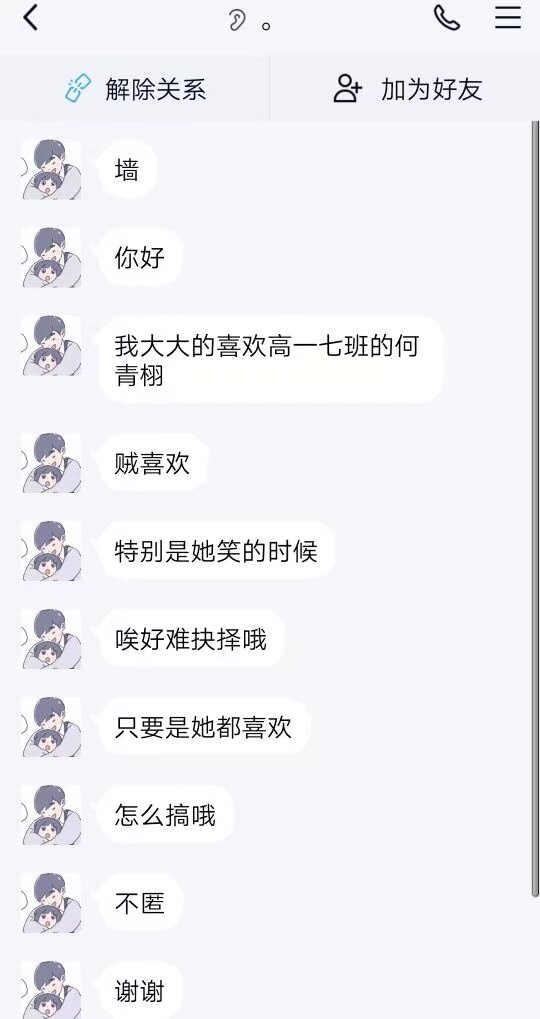 。
解除关系
加为好友
墙
你好
我大大的喜欢高一七班的何
青栩
贼喜欢
特别是她笑的时候
唉好难抉择哦
只要是她都喜欢
怎么搞哦
不匿
谢谢